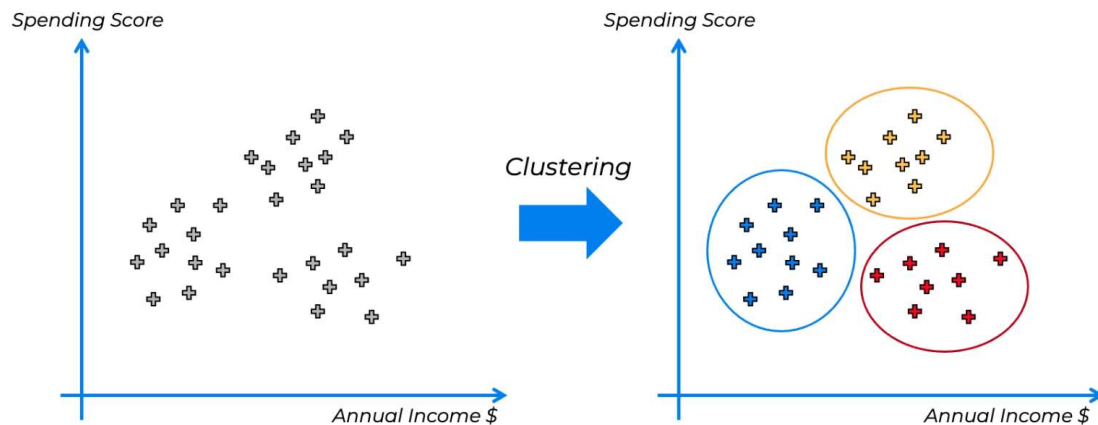 Spending Score
Spending Score
Clustering
Annual Income $
Annual Income $